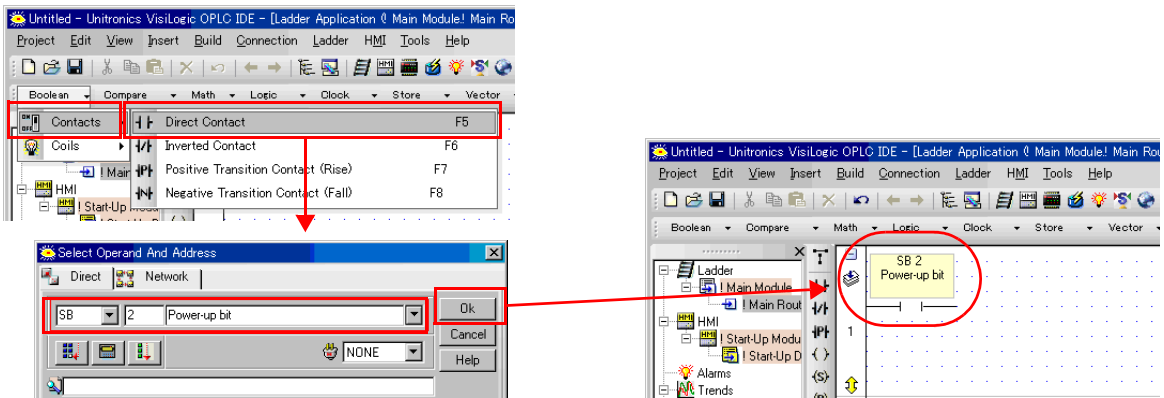 Untitled - Unitronics VisiLogic OPLC IDE - [Ladder Application (! Main Module! Main Ro
Project Edit View Insert Build Connection Ladder HMI Tools Help
Boolean Compare Math Logic Clock Store Vector
Contacts
Direct Contact F5
Coils
Inverted Contact F6
! Mair
Positive Transition Contact (Rise) F7
HMI
Negative Transition Contact (Fall) F8
! Start-Up Modu
Select Operand And Address
Direct Network
SB 2 Power-up bit
Ok
Cancel
NONE
Help
Untitled - Unitronics VisiLogic OPLC IDE - [Ladder Application (! Main Module! Main Rou
Project Edit View Insert Build Connection Ladder HMI Tools Help
Boolean Compare Math Logic Clock Store Vector
Ladder
! Main Module
! Main Rout
HMI
! Start-Up Modu
! Start-Up D
Alarms
Trends
SB 2
Power-up bit
1